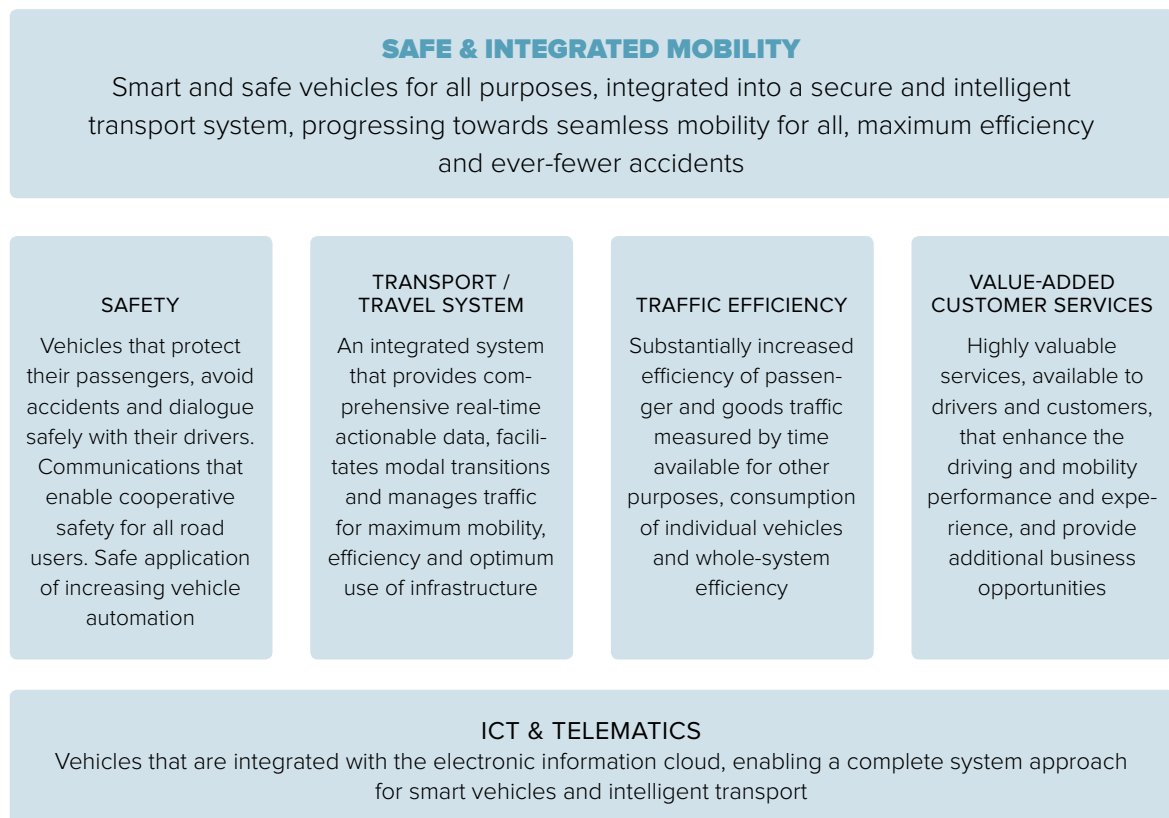 SAFE & INTEGRATED MOBILITY
Smart and safe vehicles for all purposes, integrated into a secure and intelligent
transport system, progressing towards seamless mobility for all, maximum efficiency
and ever-fewer accidents
SAFETY
Vehicles that protect
their passengers, avoid
accidents and dialogue
safely with their drivers.
Communications that
enable cooperative
safety for all road
users. Safe application
of increasing vehicle
automation
TRANSPORT /
TRAVEL SYSTEM
An integrated system
that provides com-
prehensive real-time
actionable data, facili-
tates modal transitions
and manages traffic
for maximum mobility,
efficiency and optimum
use of infrastructure
TRAFFIC EFFICIENCY
Substantially increased
efficiency of passen-
ger and goods traffic
measured by time
available for other
purposes, consumption
of individual vehicles
and whole-system
efficiency
VALUE-ADDED
CUSTOMER SERVICES
Highly valuable
services, available to
drivers and customers,
that enhance the
driving and mobility
performance and expe-
rience, and provide
additional business
opportunities
ICT & TELEMATICS
Vehicles that are integrated with the electronic information cloud, enabling a complete system approach
for smart vehicles and intelligent transport